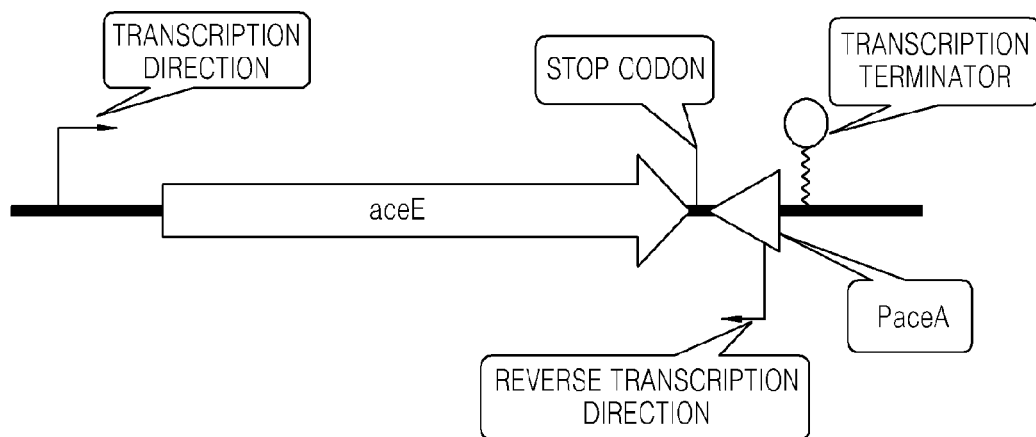 TRANSCRIPTION
DIRECTION
STOP CODON
TRANSCRIPTION
TERMINATOR
aceE
PaceA
REVERSE TRANSCRIPTION
DIRECTION